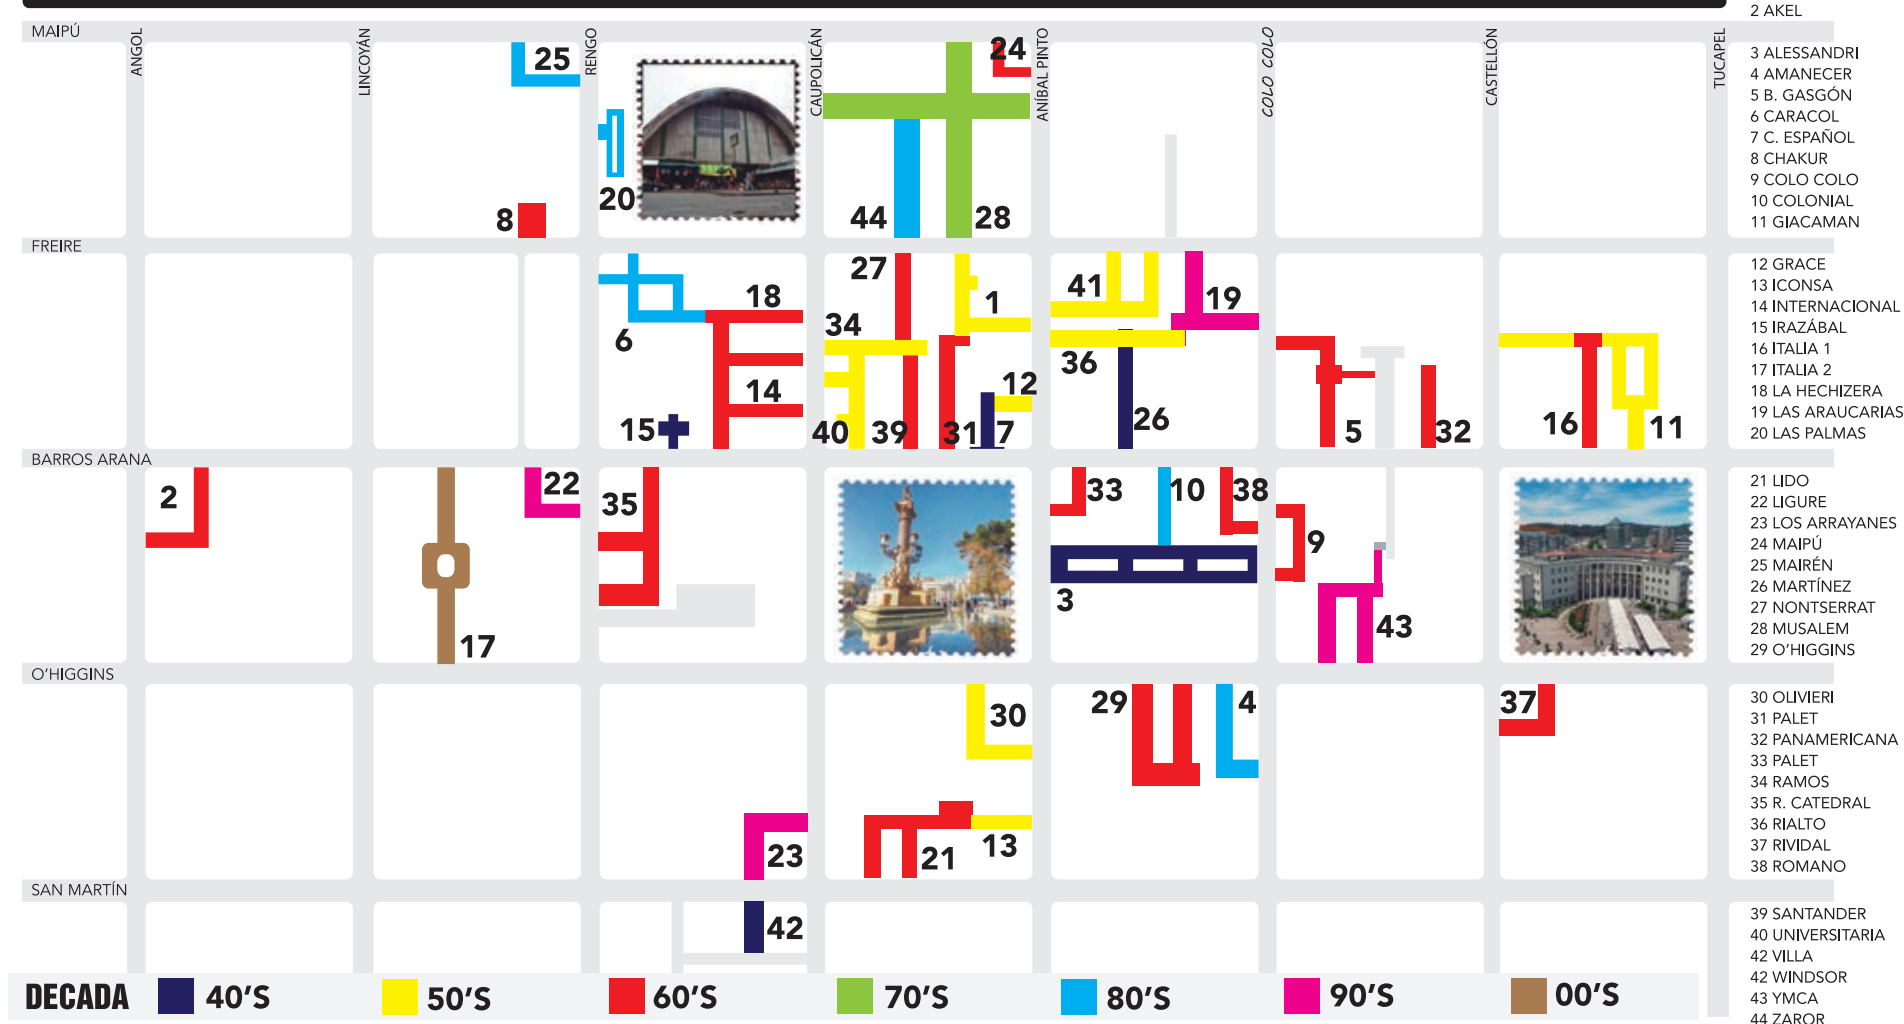 2 AKEL
MAIPÚ
ANGOL
LINCOYÁN
RENGO
CAUPOLICÁN
ANÍBAL PINTO
COLO COLO
CASTELLÓN
TUCAPEL
25
24
20
8
44
28
3 ALESSANDRI
4 AMANECER
5 B. GASGÓN
6 CARACOL
7 C. ESPAÑOL
8 CHAKUR
9 COLO COLO
10 COLONIAL
11 GIACAMAN
FREIRE
27
41
18
1
19
34
6
36
14
12
15
40
39
31
7
26
5
32
16
11
12 GRACE
13 ICONSA
14 INTERNACIONAL
15 IRAZÁBAL
16 ITALIA 1
17 ITALIA 2
18 LA HECHIZERA
19 LAS ARAUCARIAS
20 LAS PALMAS
BARROS ARANA
2
22
35
33
10
38
9
3
17
43
21 LIDO
22 LIGURE
23 LOS ARRAYANES
24 MAIPÚ
25 MAIRÉN
26 MARTÍNEZ
27 NONTSERRAT
28 MUSALEM
29 O'HIGGINS
O'HIGGINS
30
29
4
37
23
21
13
30 OLIVIERI
31 PALET
32 PANAMERICANA
33 PALET
34 RAMOS
35 R. CATEDRAL
36 RIALTO
37 RIVIDAL
38 ROMANO
SAN MARTÍN
42
39 SANTANDER
40 UNIVERSITARIA
42 VILLA
42 WINDSOR
43 YMCA
44 ZAROR
DECADA 40'S 50'S 60'S 70'S 80'S 90'S 00'S